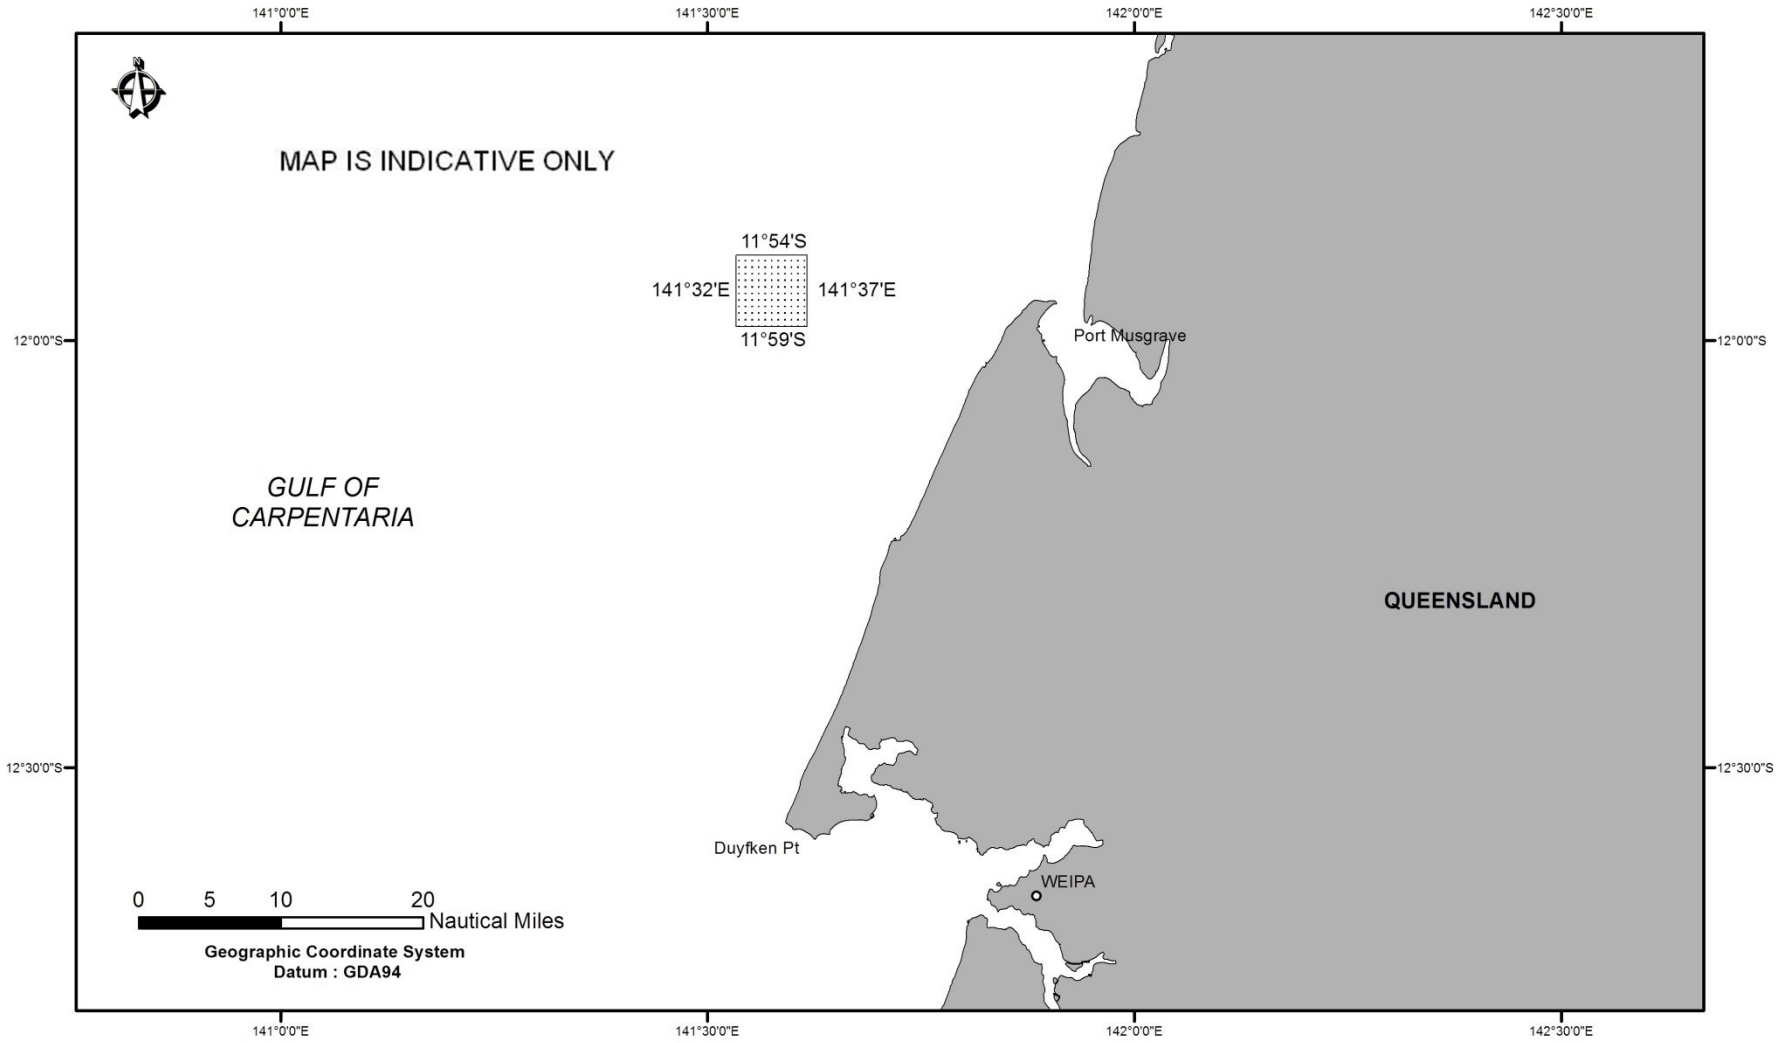 141°0'0"E
141°30'0"E
142°0'0"E
142°30'0"E
N
MAP IS INDICATIVE ONLY
11°54'S
141°32'E
141°37'E
11°59'S
Port Musgrave
12°0'0"S
12°0'0"S
GULF OF
CARPENTARIA
QUEENSLAND
12°30'0"S
12°30'0"S
Duyfken Pt
WEIPA
0 5 10 20
Nautical Miles
Geographic Coordinate System
Datum : GDA94
141°0'0"E
141°30'0"E
142°0'0"E
142°30'0"E